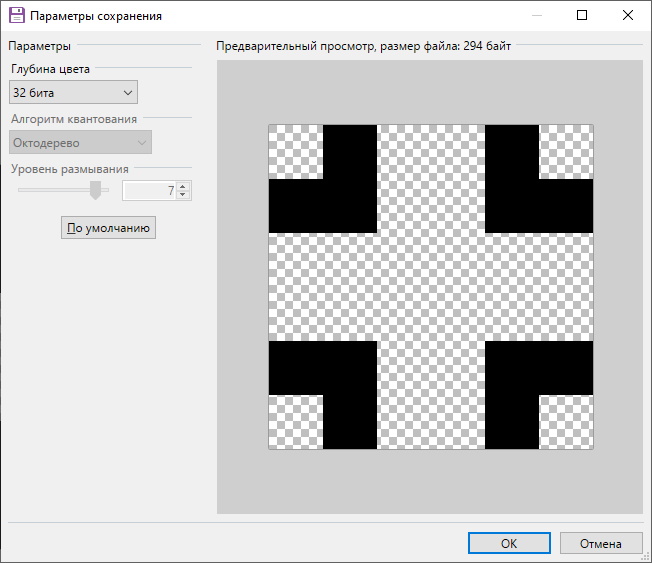 Параметры сохранения
Параметры
Предварительный просмотр, размер файла: 294 байт
Глубина цвета
32 бита
Алгоритм квантования
Октодерево
Уровень размывания
7
По умолчанию
ОК
Отмена